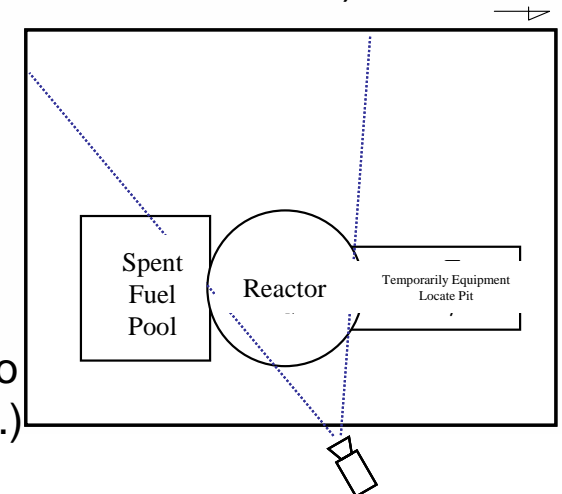 Spent
Fuel
Pool
Reactor
Temporarily Equipment
Locate Pit
o
.)